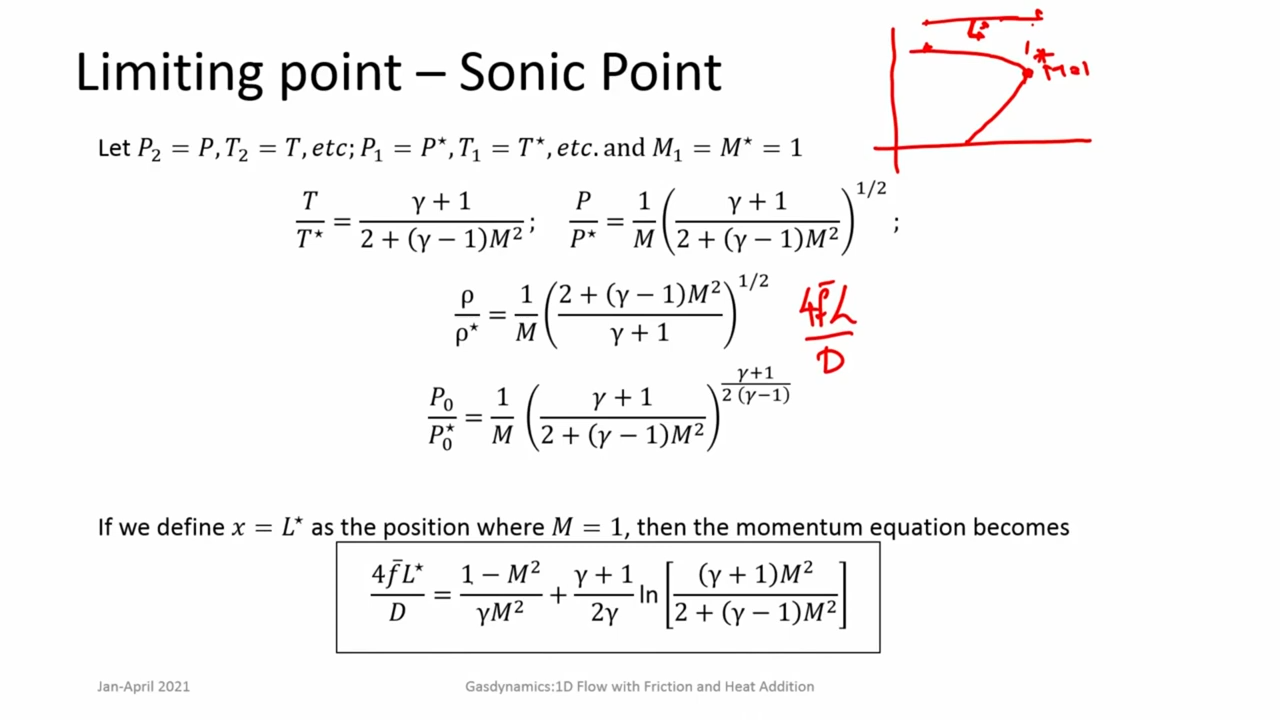 Limiting point – Sonic Point
L*
1*
M=1
Let P₂ = P, T₂ = T, etc; P₁ = P⋆, T₁ = T⋆, etc. and M₁ = M⋆ = 1
T/T⋆ = (γ + 1)/(2 + (γ − 1)M²); P/P⋆ = 1/M ((γ + 1)/(2 + (γ − 1)M²))^1/2 ;
ρ/ρ⋆ = 1/M ((2 + (γ − 1)M²)/(γ + 1))^1/2
4f̄L/D
P₀/P₀⋆ = 1/M ((γ + 1)/(2 + (γ − 1)M²))^(γ+1)/(2 (γ−1))
If we define x = L⋆ as the position where M = 1, then the momentum equation becomes
4f̄L⋆/D = (1 − M²)/(γM²) + (γ + 1)/(2γ) ln [((γ + 1)M²)/(2 + (γ − 1)M²)]
Jan-April 2021
Gasdynamics:1D Flow with Friction and Heat Addition